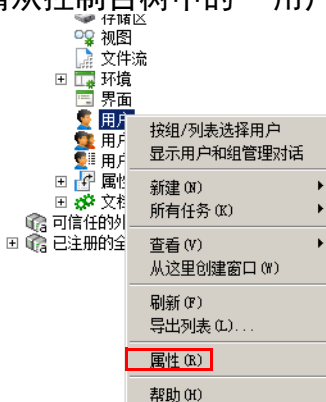 存储区
视图
文件流
环境
界面
用户
用户
用户
属性
文档
可信任的外
已注册的全
按组/列表选择用户
显示用户和组管理对话
新建(N)
所有任务(K)
查看(V)
从这里创建窗口(W)
刷新(F)
导出列表(L)...
属性(R)
帮助(H)